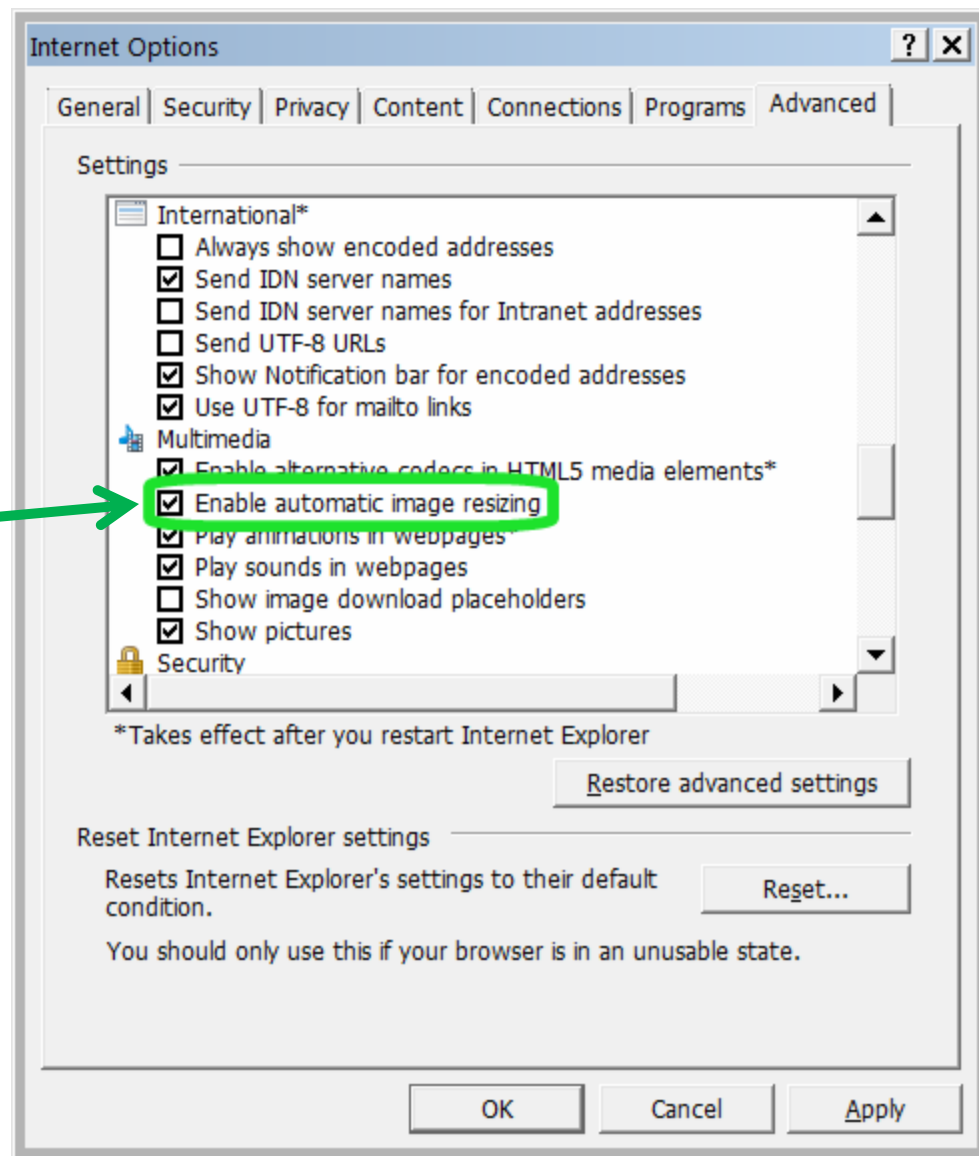 Internet Options
General Security Privacy Content Connections Programs Advanced
Settings
International*
Always show encoded addresses
Send IDN server names
Send IDN server names for Intranet addresses
Send UTF-8 URLs
Show Notification bar for encoded addresses
Use UTF-8 for mailto links
Multimedia
Enable alternative codecs in HTML5 media elements*
Enable automatic image resizing
Play animations in webpages*
Play sounds in webpages
Show image download placeholders
Show pictures
Security
*Takes effect after you restart Internet Explorer
Restore advanced settings
Reset Internet Explorer settings
Resets Internet Explorer's settings to their default
condition.
Reset...
You should only use this if your browser is in an unusable state.
OK Cancel Apply